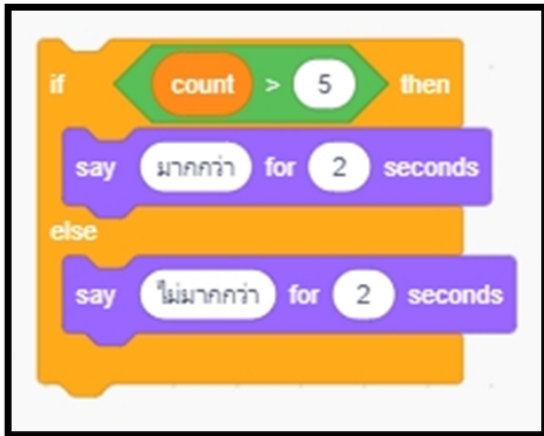 if count > 5 then
say มากกว่า for 2 seconds
else
say ไม่มากกว่า for 2 seconds